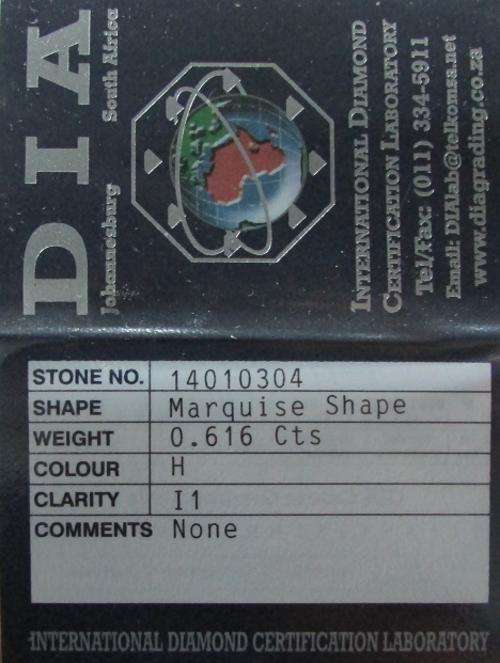 DIA
Johannesburg South Africa
INTERNATIONAL DIAMOND
CERTIFICATION LABORATORY
Tel/Fax: (011) 334-5911
Email: DIAlab@telkomsa.net
www.diagrading.co.za
STONE NO. 14010304
SHAPE Marquise Shape
WEIGHT 0.616 Cts
COLOUR H
CLARITY I1
COMMENTS None
INTERNATIONAL DIAMOND CERTIFICATION LABORATORY